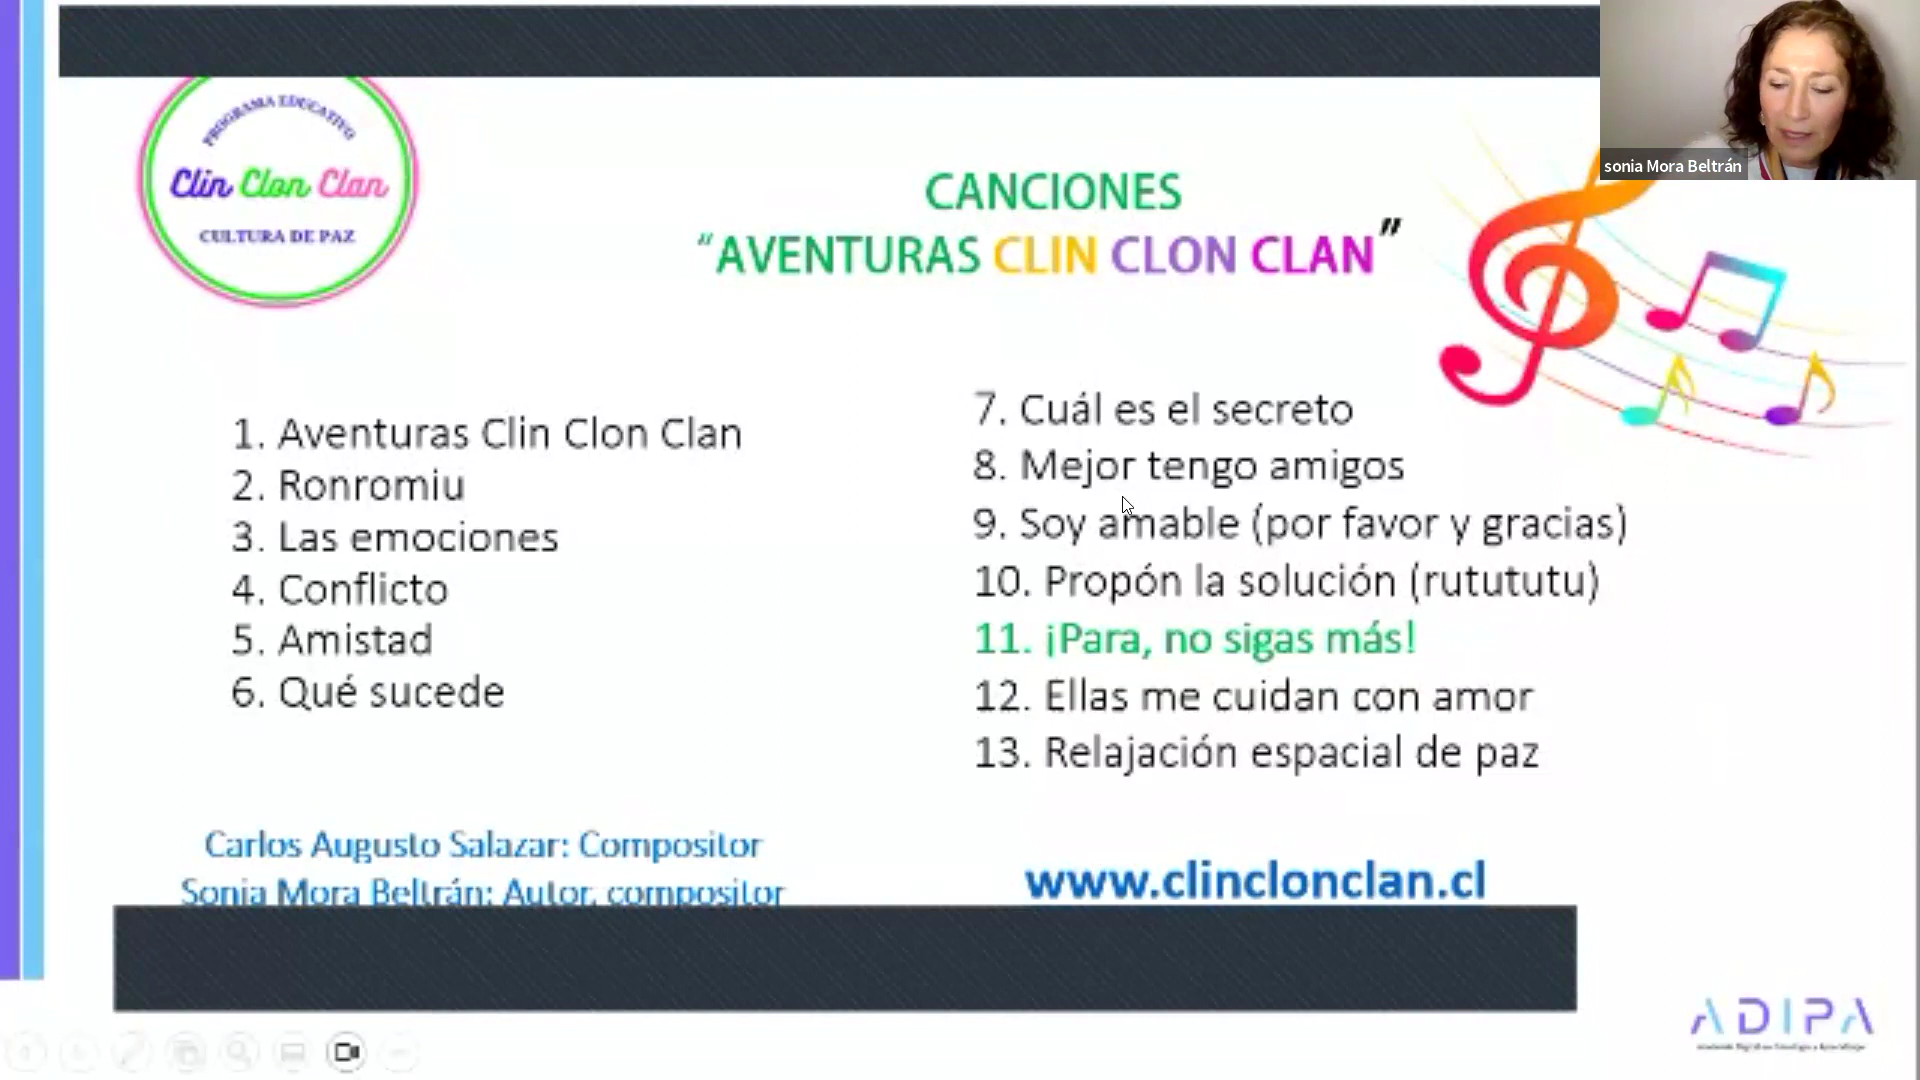 PROGRAMA EDUCATIVO
Clin Clon Clan
CULTURA DE PAZ
sonia Mora Beltrán
CANCIONES
“AVENTURAS CLIN CLON CLAN”
1. Aventuras Clin Clon Clan
2. Ronromiu
3. Las emociones
4. Conflicto
5. Amistad
6. Qué sucede
7. Cuál es el secreto
8. Mejor tengo amigos
9. Soy amable (por favor y gracias)
10. Propón la solución (rutututu)
11. ¡Para, no sigas más!
12. Ellas me cuidan con amor
13. Relajación espacial de paz
Carlos Augusto Salazar: Compositor
Sonia Mora Beltrán: Autor, compositor
www.clinclonclan.cl
ADIPA